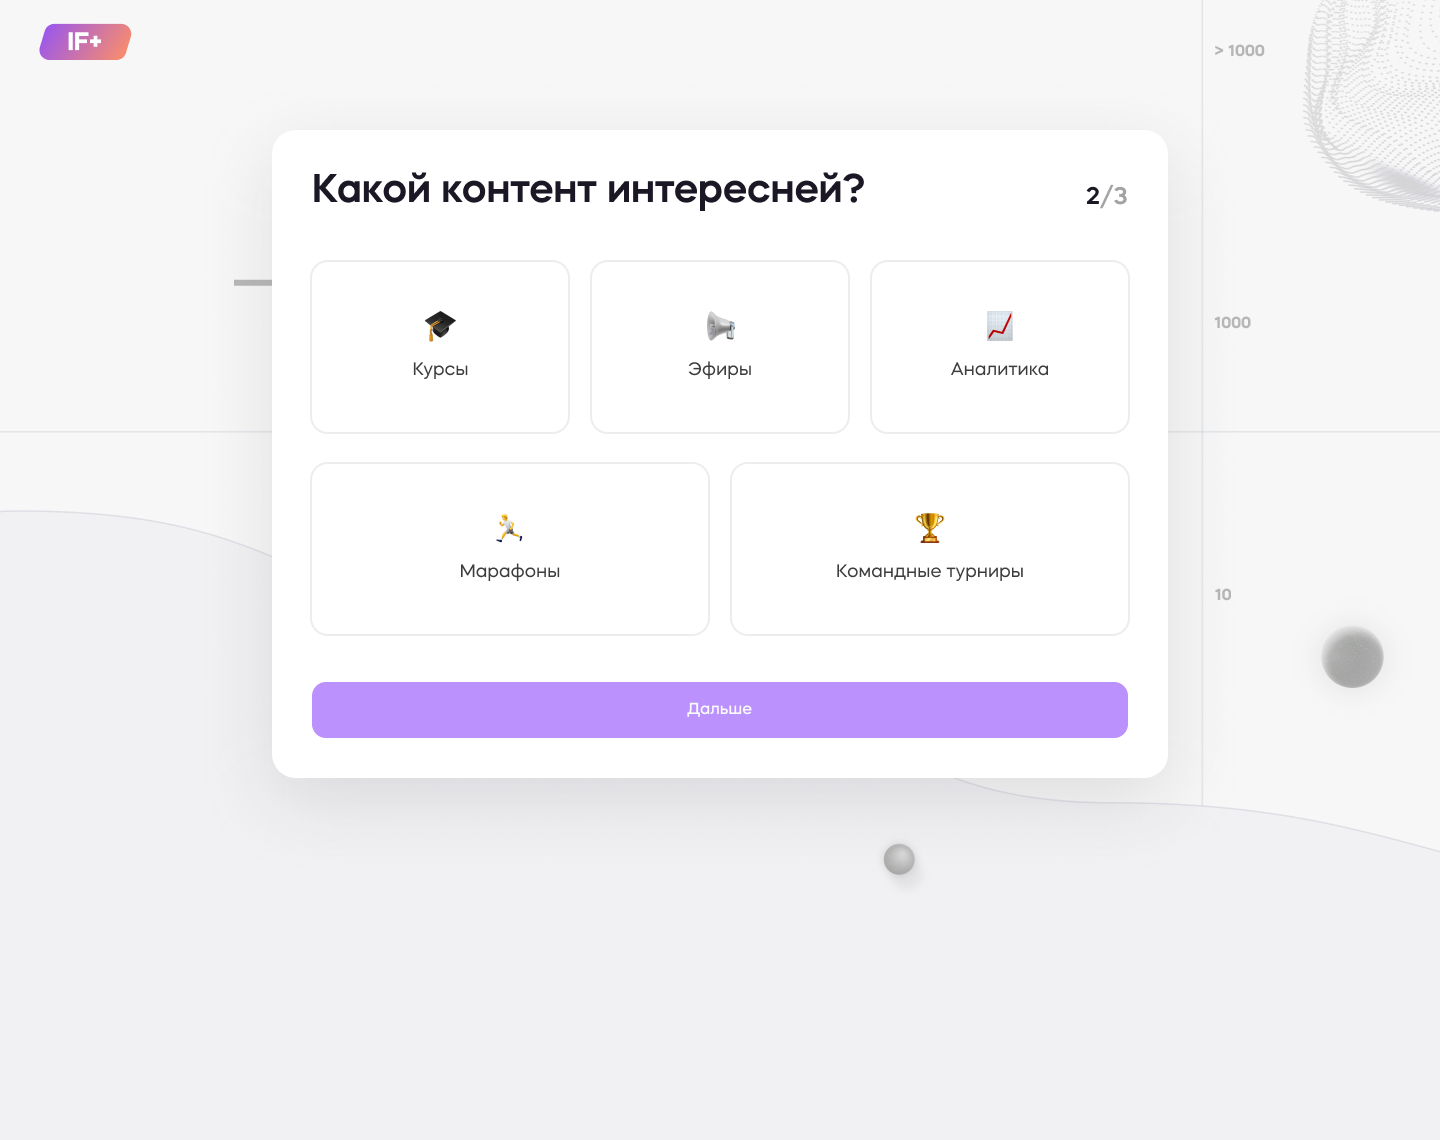 IF+
> 1000
Какой контент интересней?
2/3
Курсы
Эфиры
Аналитика
1000
Марафоны
Командные турниры
10
Дальше